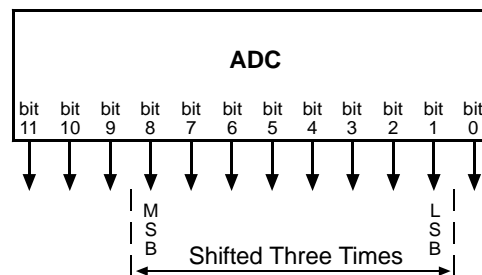 ADC
bit bit bit bit bit bit bit bit bit bit bit bit
11 10 9 8 7 6 5 4 3 2 1 0
MSB
LSB
Shifted Three Times